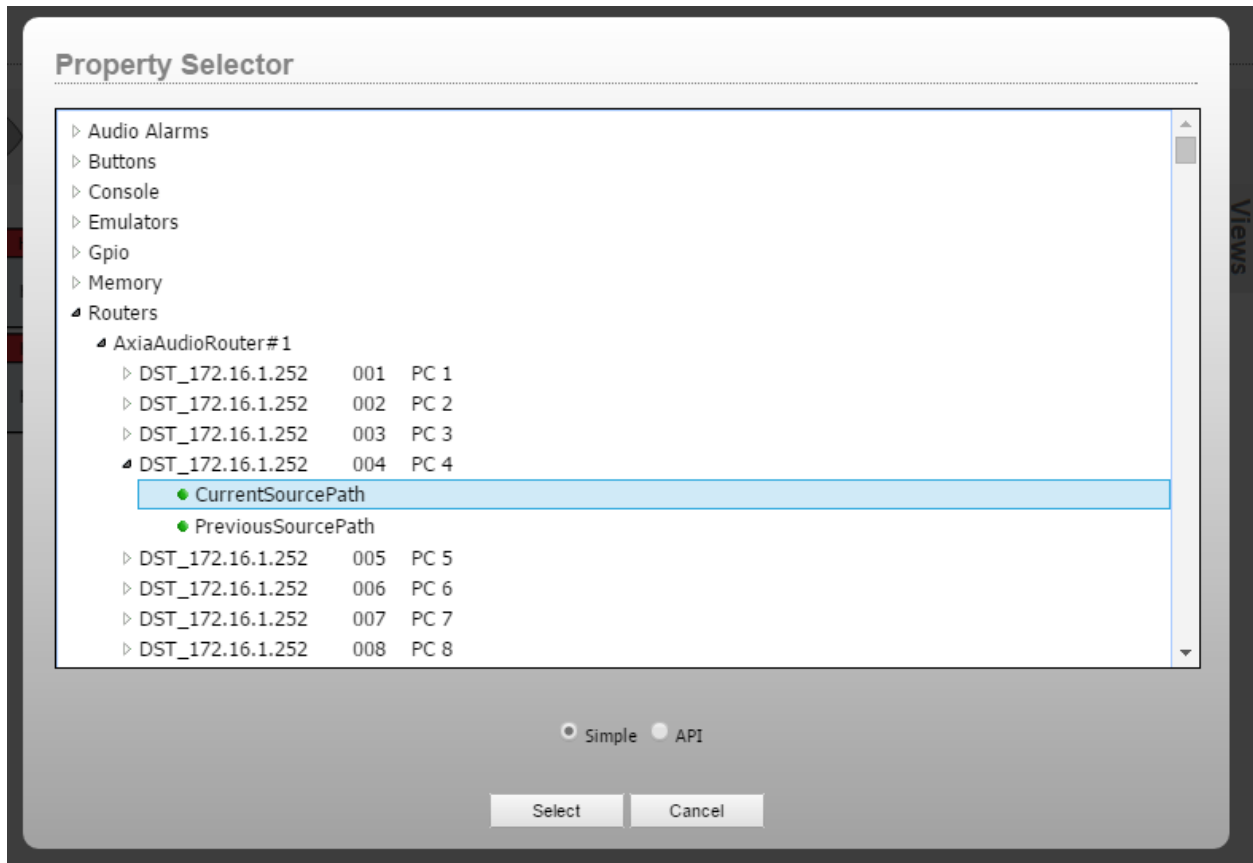 Property Selector
Audio Alarms
Buttons
Console
Emulators
Gpio
Memory
Routers
AxiaAudioRouter#1
DST_172.16.1.252 001 PC 1
DST_172.16.1.252 002 PC 2
DST_172.16.1.252 003 PC 3
DST_172.16.1.252 004 PC 4
CurrentSourcePath
PreviousSourcePath
DST_172.16.1.252 005 PC 5
DST_172.16.1.252 006 PC 6
DST_172.16.1.252 007 PC 7
DST_172.16.1.252 008 PC 8
Simple API
Select Cancel
Views